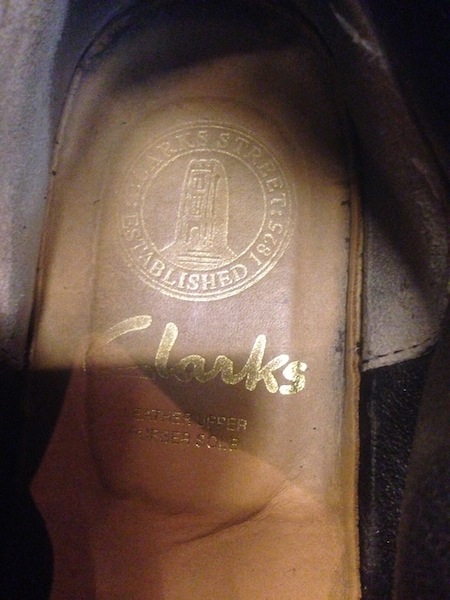 CLARKS STREET:
ESTABLISHED 1825
Clarks
LEATHER UPPER
RUBBER SOLE